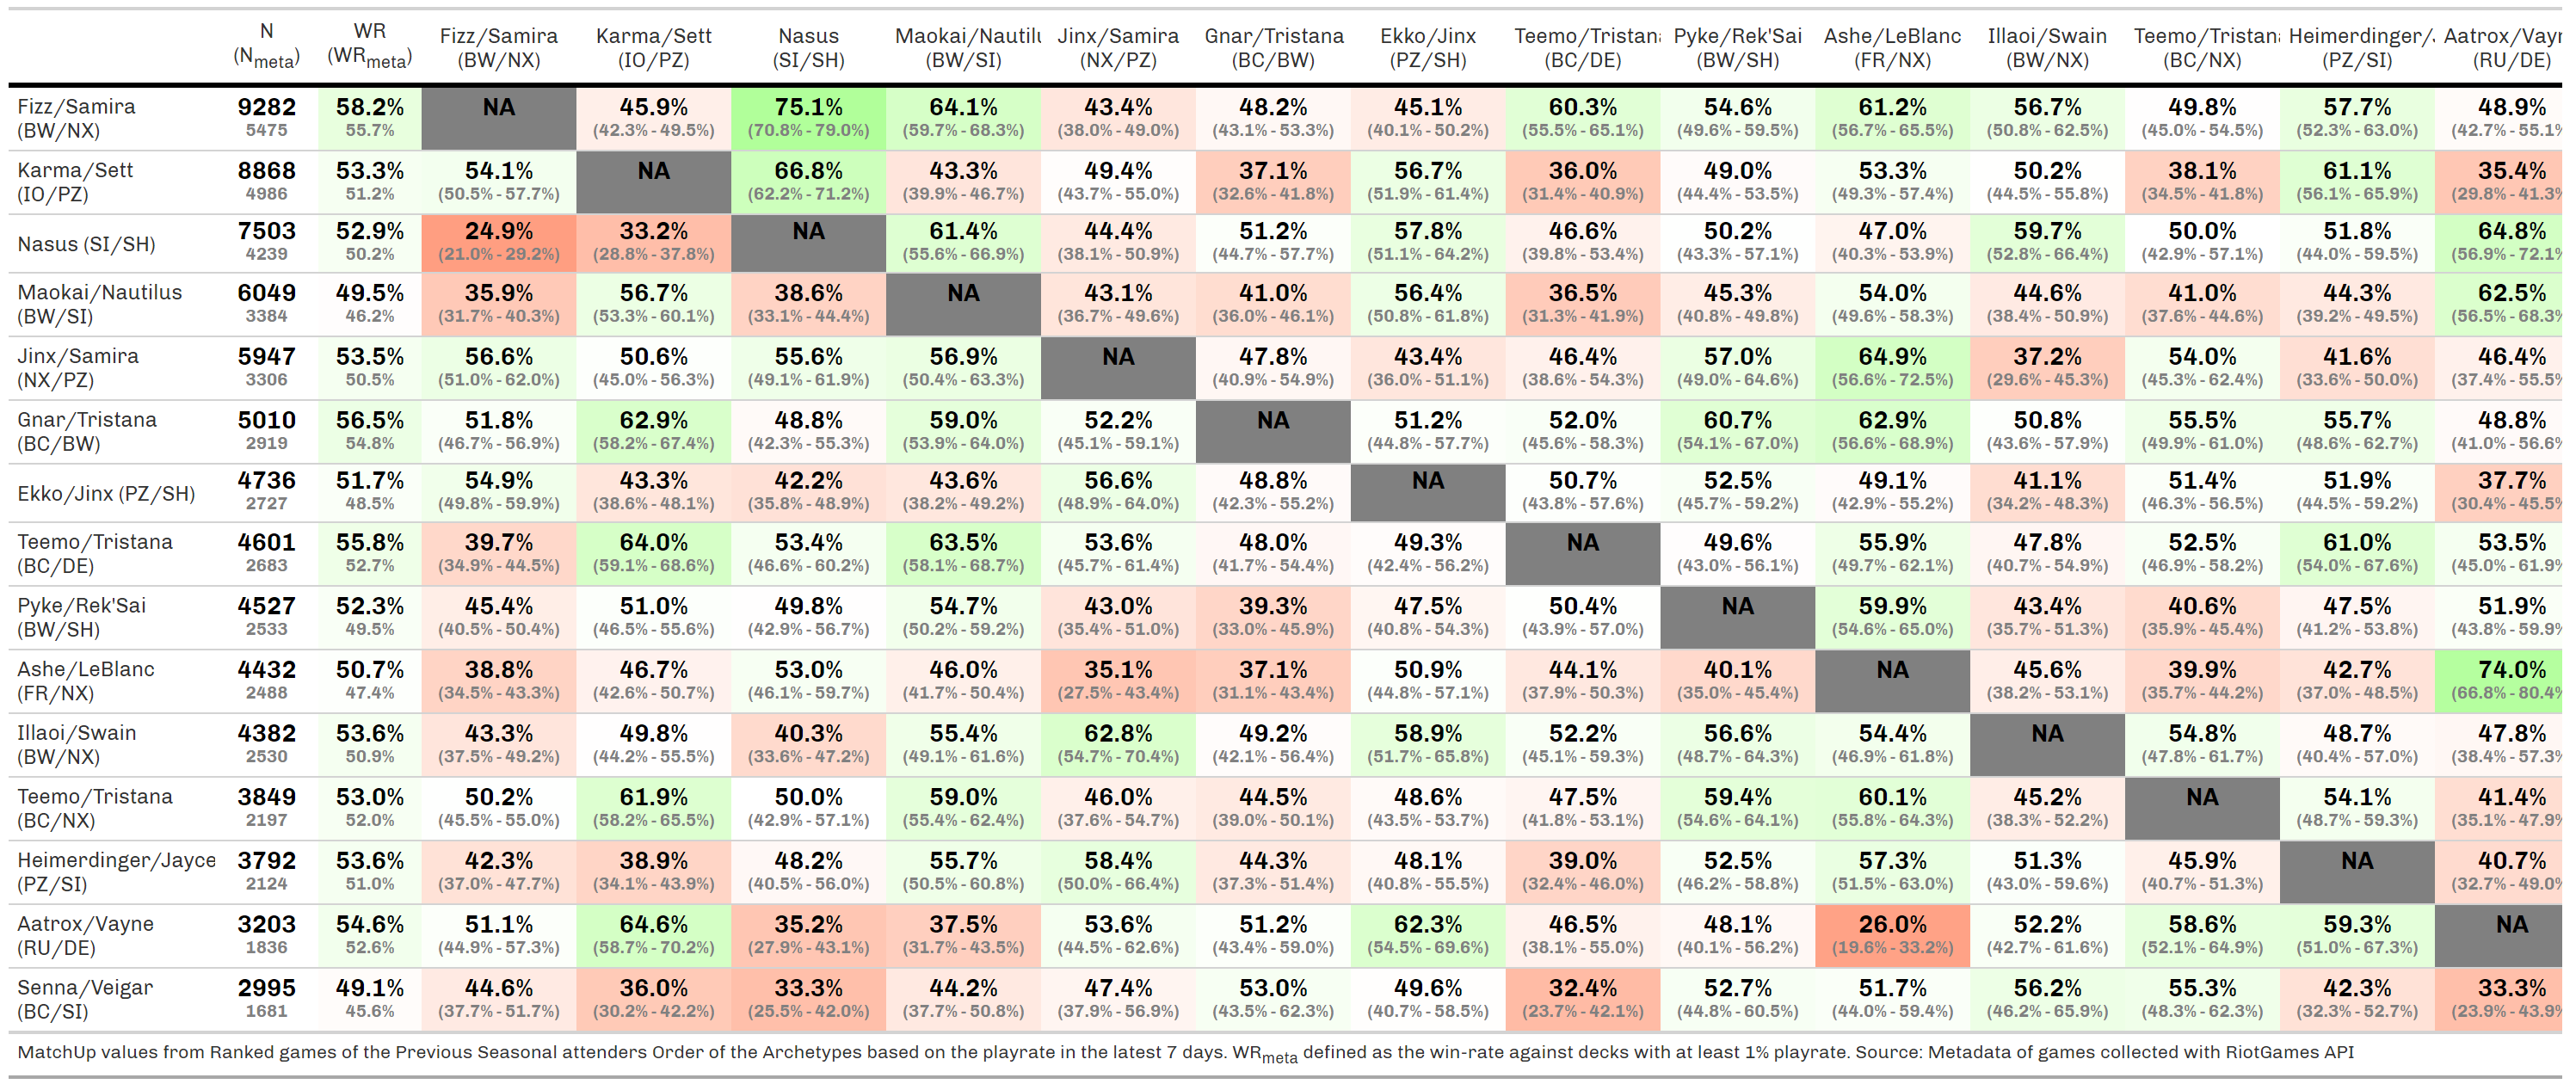 N WR Fizz/Samira Karma/Sett Nasus Maokai/Nautilu Jinx/Samira Gnar/Tristana Ekko/Jinx Teemo/Tristana Pyke/Rek'Sai Ashe/LeBlanc Illaoi/Swain Teemo/Tristana Heimerdinger/J Aatrox/Vayn
(Nmeta) (WRmeta) (BW/NX) (IO/PZ) (SI/SH) (BW/SI) (NX/PZ) (BC/BW) (PZ/SH) (BC/DE) (BW/SH) (FR/NX) (BW/NX) (BC/NX) (PZ/SI) (RU/DE)
Fizz/Samira 9282 58.2% NA 45.9% 75.1% 64.1% 43.4% 48.2% 45.1% 60.3% 54.6% 61.2% 56.7% 49.8% 57.7% 48.9%
(BW/NX) 5475 55.7% (42.3% - 49.5%) (70.8% - 79.0%) (59.7% - 68.3%) (38.0% - 49.0%) (43.1% - 53.3%) (40.1% - 50.2%) (55.5% - 65.1%) (49.6% - 59.5%) (56.7% - 65.5%) (50.8% - 62.5%) (45.0% - 54.5%) (52.3% - 63.0%) (42.7% - 55.1%
Karma/Sett 8868 53.3% 54.1% NA 66.8% 43.3% 49.4% 37.1% 56.7% 36.0% 49.0% 53.3% 50.2% 38.1% 61.1% 35.4%
(IO/PZ) 4986 51.2% (50.5% - 57.7%) (62.2% - 71.2%) (39.9% - 46.7%) (43.7% - 55.0%) (32.6% - 41.8%) (51.9% - 61.4%) (31.4% - 40.9%) (44.4% - 53.5%) (49.3% - 57.4%) (44.5% - 55.8%) (34.5% - 41.8%) (56.1% - 65.9%) (29.8% - 41.3%
Nasus (SI/SH) 7503 52.9% 24.9% 33.2% NA 61.4% 44.4% 51.2% 57.8% 46.6% 50.2% 47.0% 59.7% 50.0% 51.8% 64.8%
4239 50.2% (21.0% - 29.2%) (28.8% - 37.8%) (55.6% - 66.9%) (38.1% - 50.9%) (44.7% - 57.7%) (51.1% - 64.2%) (39.8% - 53.4%) (43.3% - 57.1%) (40.3% - 53.9%) (52.8% - 66.4%) (42.9% - 57.1%) (44.0% - 59.5%) (56.9% - 72.1%
Maokai/Nautilus 6049 49.5% 35.9% 56.7% 38.6% NA 43.1% 41.0% 56.4% 36.5% 45.3% 54.0% 44.6% 41.0% 44.3% 62.5%
(BW/SI) 3384 46.2% (31.7% - 40.3%) (53.3% - 60.1%) (33.1% - 44.4%) (36.7% - 49.6%) (36.0% - 46.1%) (50.8% - 61.8%) (31.3% - 41.9%) (40.8% - 49.8%) (49.6% - 58.3%) (38.4% - 50.9%) (37.6% - 44.6%) (39.2% - 49.5%) (56.5% - 68.3%
Jinx/Samira 5947 53.5% 56.6% 50.6% 55.6% 56.9% NA 47.8% 43.4% 46.4% 57.0% 64.9% 37.2% 54.0% 41.6% 46.4%
(NX/PZ) 3306 50.5% (51.0% - 62.0%) (45.0% - 56.3%) (49.1% - 61.9%) (50.4% - 63.3%) (40.9% - 54.9%) (36.0% - 51.1%) (38.6% - 54.3%) (49.0% - 64.6%) (56.6% - 72.5%) (29.6% - 45.3%) (45.3% - 62.4%) (33.6% - 50.0%) (37.4% - 55.5%
Gnar/Tristana 5010 56.5% 51.8% 62.9% 48.8% 59.0% 52.2% NA 51.2% 52.0% 60.7% 62.9% 50.8% 55.5% 55.7% 48.8%
(BC/BW) 2919 54.8% (46.7% - 56.9%) (58.2% - 67.4%) (42.3% - 55.3%) (53.9% - 64.0%) (45.1% - 59.1%) (44.8% - 57.7%) (45.6% - 58.3%) (54.1% - 67.0%) (56.6% - 68.9%) (43.6% - 57.9%) (49.9% - 61.0%) (48.6% - 62.7%) (41.0% - 56.6%
Ekko/Jinx (PZ/SH) 4736 51.7% 54.9% 43.3% 42.2% 43.6% 56.6% 48.8% NA 50.7% 52.5% 49.1% 41.1% 51.4% 51.9% 37.7%
2727 48.5% (49.8% - 59.9%) (38.6% - 48.1%) (35.8% - 48.9%) (38.2% - 49.2%) (48.9% - 64.0%) (42.3% - 55.2%) (43.8% - 57.6%) (45.7% - 59.2%) (42.9% - 55.2%) (34.2% - 48.3%) (46.3% - 56.5%) (44.5% - 59.2%) (30.4% - 45.5%
Teemo/Tristana 4601 55.8% 39.7% 64.0% 53.4% 63.5% 53.6% 48.0% 49.3% NA 49.6% 55.9% 47.8% 52.5% 61.0% 53.5%
(BC/DE) 2683 52.7% (34.9% - 44.5%) (59.1% - 68.6%) (46.6% - 60.2%) (58.1% - 68.7%) (45.7% - 61.4%) (41.7% - 54.4%) (42.4% - 56.2%) (43.0% - 56.1%) (49.7% - 62.1%) (40.7% - 54.9%) (46.9% - 58.2%) (54.0% - 67.6%) (45.0% - 61.9%
Pyke/Rek'Sai 4527 52.3% 45.4% 51.0% 49.8% 54.7% 43.0% 39.3% 47.5% 50.4% NA 59.9% 43.4% 40.6% 47.5% 51.9%
(BW/SH) 2533 49.5% (40.5% - 50.4%) (46.5% - 55.6%) (42.9% - 56.7%) (50.2% - 59.2%) (35.4% - 51.0%) (33.0% - 45.9%) (40.8% - 54.3%) (43.9% - 57.0%) (54.6% - 65.0%) (35.7% - 51.3%) (35.9% - 45.4%) (41.2% - 53.8%) (43.8% - 59.9%
Ashe/LeBlanc 4432 50.7% 38.8% 46.7% 53.0% 46.0% 35.1% 37.1% 50.9% 44.1% 40.1% NA 45.6% 39.9% 42.7% 74.0%
(FR/NX) 2488 47.4% (34.5% - 43.3%) (42.6% - 50.7%) (46.1% - 59.7%) (41.7% - 50.4%) (27.5% - 43.4%) (31.1% - 43.4%) (44.8% - 57.1%) (37.9% - 50.3%) (35.0% - 45.4%) (38.2% - 53.1%) (35.7% - 44.2%) (37.0% - 48.5%) (66.8% - 80.4%
Illaoi/Swain 4382 53.6% 43.3% 49.8% 40.3% 55.4% 62.8% 49.2% 58.9% 52.2% 56.6% 54.4% NA 54.8% 48.7% 47.8%
(BW/NX) 2530 50.9% (37.5% - 49.2%) (44.2% - 55.5%) (33.6% - 47.2%) (49.1% - 61.6%) (54.7% - 70.4%) (42.1% - 56.4%) (51.7% - 65.8%) (45.1% - 59.3%) (48.7% - 64.3%) (46.9% - 61.8%) (47.8% - 61.7%) (40.4% - 57.0%) (38.4% - 57.3%
Teemo/Tristana 3849 53.0% 50.2% 61.9% 50.0% 59.0% 46.0% 44.5% 48.6% 47.5% 59.4% 60.1% 45.2% NA 54.1% 41.4%
(BC/NX) 2197 52.0% (45.5% - 55.0%) (58.2% - 65.5%) (42.9% - 57.1%) (55.4% - 62.4%) (37.6% - 54.7%) (39.0% - 50.1%) (43.5% - 53.7%) (41.8% - 53.1%) (54.6% - 64.1%) (55.8% - 64.3%) (38.3% - 52.2%) (48.7% - 59.3%) (35.1% - 47.9%
Heimerdinger/Jayce 3792 53.6% 42.3% 38.9% 48.2% 55.7% 58.4% 44.3% 48.1% 39.0% 52.5% 57.3% 51.3% 45.9% NA 40.7%
(PZ/SI) 2124 51.0% (37.0% - 47.7%) (34.1% - 43.9%) (40.5% - 56.0%) (50.5% - 60.8%) (50.0% - 66.4%) (37.3% - 51.4%) (40.8% - 55.5%) (32.4% - 46.0%) (46.2% - 58.8%) (51.5% - 63.0%) (43.0% - 59.6%) (40.7% - 51.3%) (32.7% - 49.0%
Aatrox/Vayne 3203 54.6% 51.1% 64.6% 35.2% 37.5% 53.6% 51.2% 62.3% 46.5% 48.1% 26.0% 52.2% 58.6% 59.3% NA
(RU/DE) 1836 52.6% (44.9% - 57.3%) (58.7% - 70.2%) (27.9% - 43.1%) (31.7% - 43.5%) (44.5% - 62.6%) (43.4% - 59.0%) (54.5% - 69.6%) (38.1% - 55.0%) (40.1% - 56.2%) (19.6% - 33.2%) (42.7% - 61.6%) (52.1% - 64.9%) (51.0% - 67.3%)
Senna/Veigar 2995 49.1% 44.6% 36.0% 33.3% 44.2% 47.4% 53.0% 49.6% 32.4% 52.7% 51.7% 56.2% 55.3% 42.3% 33.3%
(BC/SI) 1681 45.6% (37.7% - 51.7%) (30.2% - 42.2%) (25.5% - 42.0%) (37.7% - 50.8%) (37.9% - 56.9%) (43.5% - 62.3%) (40.7% - 58.5%) (23.7% - 42.1%) (44.8% - 60.5%) (44.0% - 59.4%) (46.2% - 65.9%) (48.3% - 62.3%) (32.3% - 52.7%) (23.9% - 43.9%
MatchUp values from Ranked games of the Previous Seasonal attenders Order of the Archetypes based on the playrate in the latest 7 days. WRmeta defined as the win-rate against decks with at least 1% playrate. Source: Metadata of games collected with RiotGames API